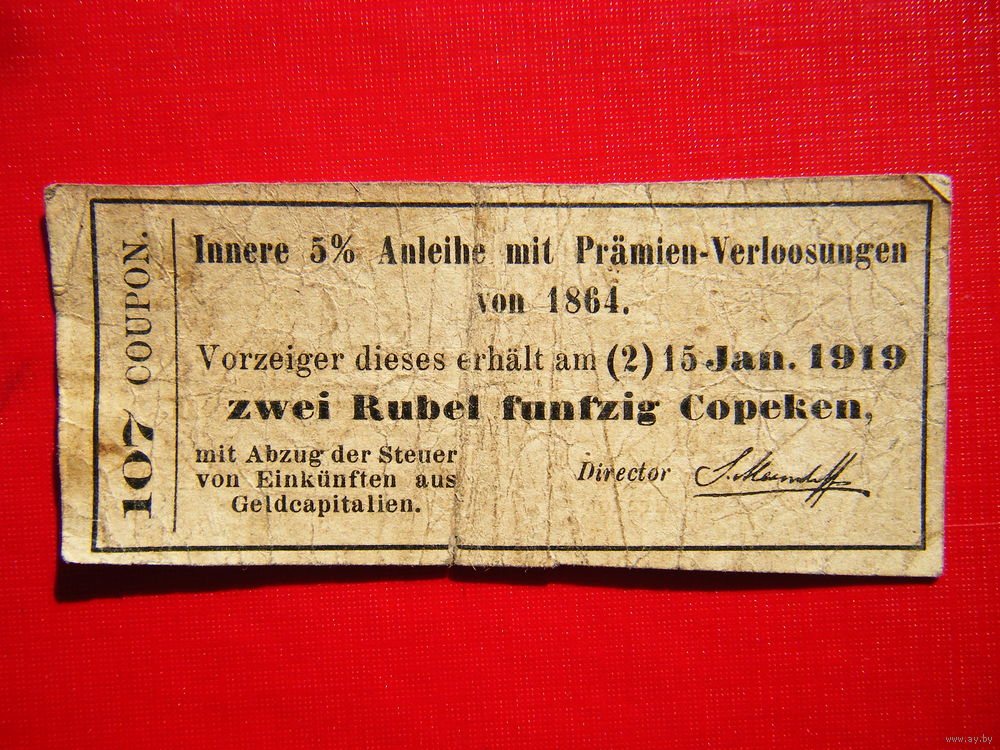 107 COUPON.
Innere 5% Anleihe mit Prämien-Verloosungen
von 1864.
Vorzeiger dieses erhält am (2) 15 Jan. 1919
zwei Rubel funfzig Copeken,
mit Abzug der Steuer
von Einkünften aus
Geldcapitalien.
Director
www.ay.by